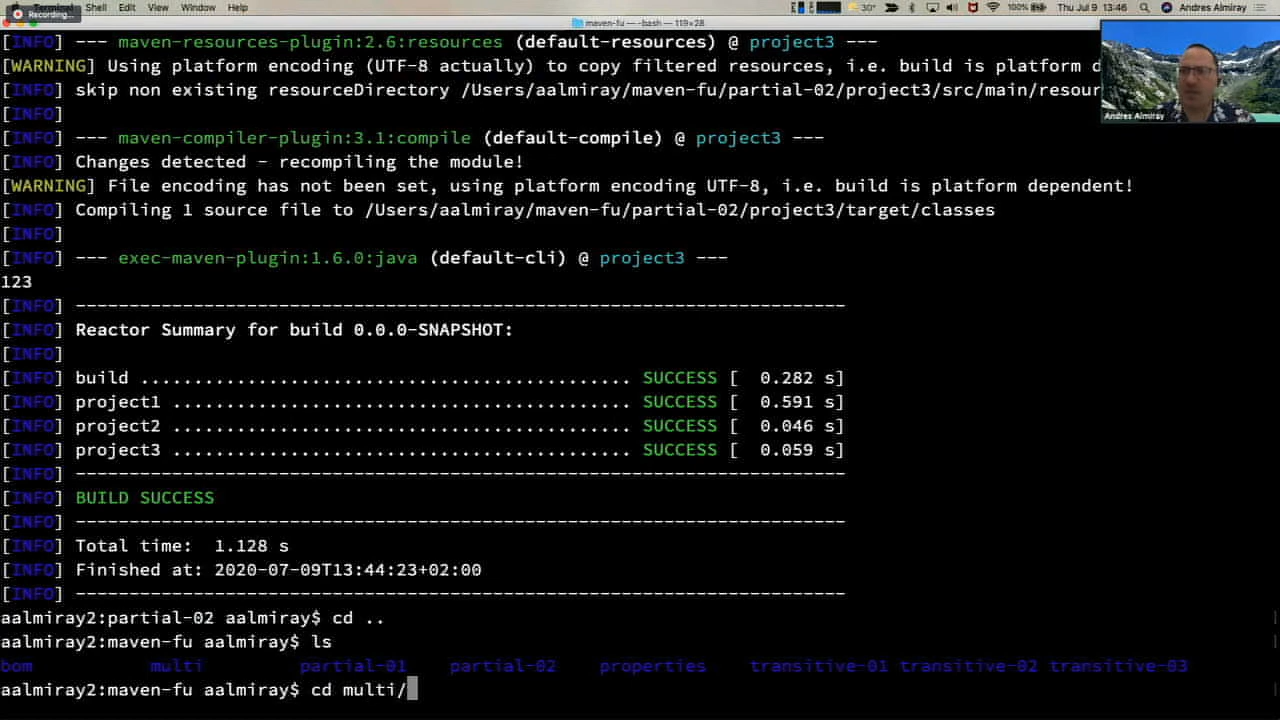 Recording... Terminal Shell Edit View Window Help 30° 100% Thu Jul 9 13:46 Andres Almiray
maven-fu — -bash — 119×28
[INFO] --- maven-resources-plugin:2.6:resources (default-resources) @ project3 ---
[WARNING] Using platform encoding (UTF-8 actually) to copy filtered resources, i.e. build is platform d
[INFO] skip non existing resourceDirectory /Users/aalmiray/maven-fu/partial-02/project3/src/main/resour
Andres Almiray
[INFO]
[INFO] --- maven-compiler-plugin:3.1:compile (default-compile) @ project3 ---
[INFO] Changes detected - recompiling the module!
[WARNING] File encoding has not been set, using platform encoding UTF-8, i.e. build is platform dependent!
[INFO] Compiling 1 source file to /Users/aalmiray/maven-fu/partial-02/project3/target/classes
[INFO]
[INFO] --- exec-maven-plugin:1.6.0:java (default-cli) @ project3 ---
123
[INFO] ------------------------------------------------------------------------
[INFO] Reactor Summary for build 0.0.0-SNAPSHOT:
[INFO]
[INFO] build .............................................. SUCCESS [  0.282 s]
[INFO] project1 ........................................... SUCCESS [  0.591 s]
[INFO] project2 ........................................... SUCCESS [  0.046 s]
[INFO] project3 ........................................... SUCCESS [  0.059 s]
[INFO] ------------------------------------------------------------------------
[INFO] BUILD SUCCESS
[INFO] ------------------------------------------------------------------------
[INFO] Total time:  1.128 s
[INFO] Finished at: 2020-07-09T13:44:23+02:00
[INFO] ------------------------------------------------------------------------
aalmiray2:partial-02 aalmiray$ cd ..
aalmiray2:maven-fu aalmiray$ ls
bom multi partial-01 partial-02 properties transitive-01 transitive-02 transitive-03
aalmiray2:maven-fu aalmiray$ cd multi/